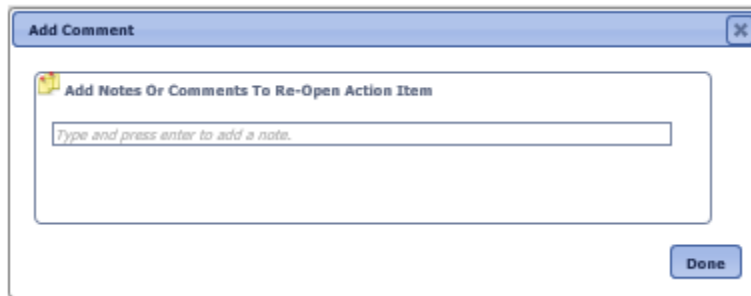 Add Comment
Add Notes Or Comments To Re-Open Action Item
Type and press enter to add a note.
Done